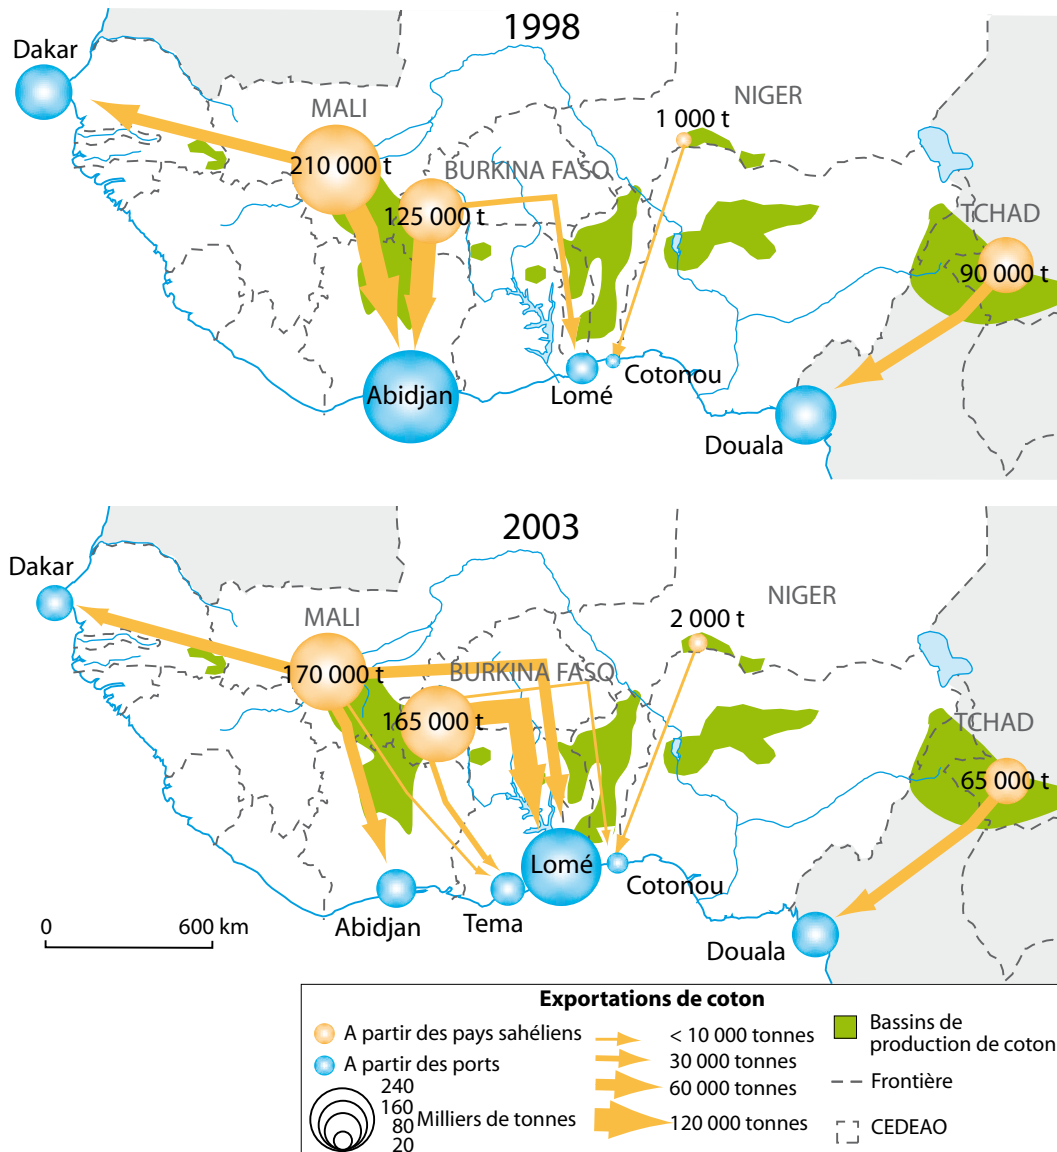 1998
Dakar
MALI
NIGER
1 000 t
210 000 t
BURKINA FASO
125 000 t
TCHAD
90 000 t
Abidjan
Lomé
Cotonou
Douala
2003
Dakar
MALI
NIGER
2 000 t
170 000 t
BURKINA FASO
165 000 t
TCHAD
65 000 t
Lomé
Cotonou
Abidjan
Tema
Douala
0 600 km
Exportations de coton
A partir des pays sahéliens
A partir des ports
240
160
80
20
Milliers de tonnes
< 10 000 tonnes
30 000 tonnes
60 000 tonnes
120 000 tonnes
Bassins de
production de coton
Frontière
CEDEAO